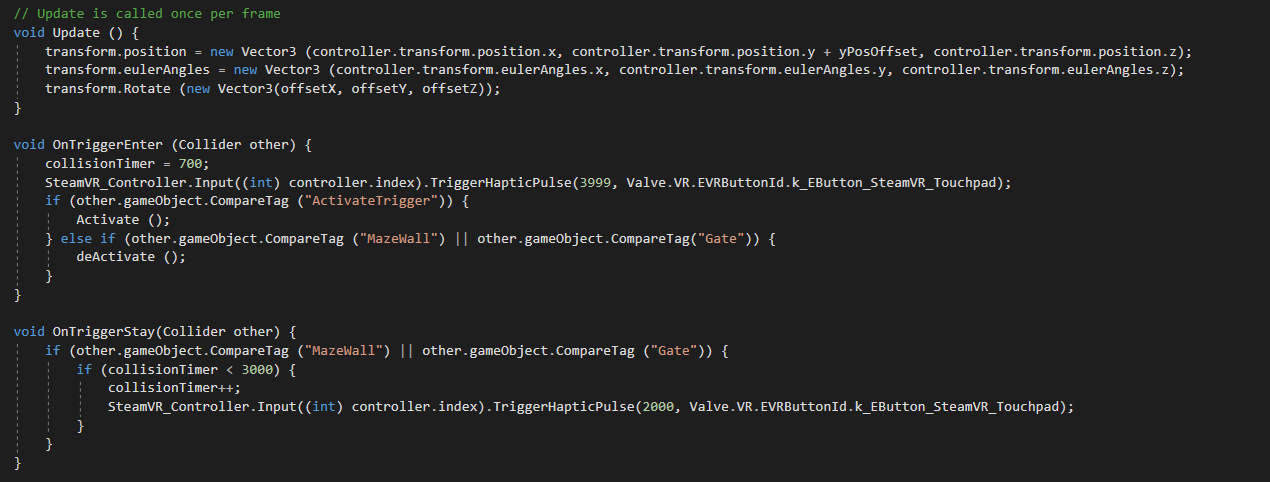 // Update is called once per frame
void Update () {
transform.position = new Vector3 (controller.transform.position.x, controller.transform.position.y + yPosOffset, controller.transform.position.z);
transform.eulerAngles = new Vector3 (controller.transform.eulerAngles.x, controller.transform.eulerAngles.y, controller.transform.eulerAngles.z);
transform.Rotate (new Vector3(offsetX, offsetY, offsetZ));
}
void OnTriggerEnter (Collider other) {
collisionTimer = 700;
SteamVR_Controller.Input((int) controller.index).TriggerHapticPulse(3999, Valve.VR.EVRButtonId.k_EButton_SteamVR_Touchpad);
if (other.gameObject.CompareTag ("ActivateTrigger")) {
Activate ();
} else if (other.gameObject.CompareTag ("MazeWall") || other.gameObject.CompareTag("Gate")) {
deActivate ();
}
}
void OnTriggerStay(Collider other) {
if (other.gameObject.CompareTag ("MazeWall") || other.gameObject.CompareTag ("Gate")) {
if (collisionTimer < 3000) {
collisionTimer++;
SteamVR_Controller.Input((int) controller.index).TriggerHapticPulse(2000, Valve.VR.EVRButtonId.k_EButton_SteamVR_Touchpad);
}
}
}